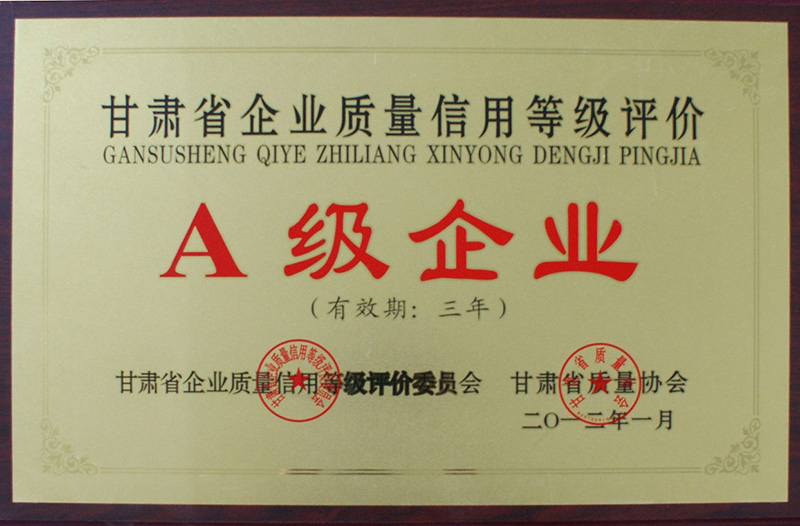 甘肃省企业质量信用等级评价
GANSUSHENG QIYE ZHILIANG XINYONG DENGJI PINGJIA
A 级企业
（有效期：三年）
甘肃省企业质量信用等级评价委员会 甘肃省质量协会
二〇一二年一月